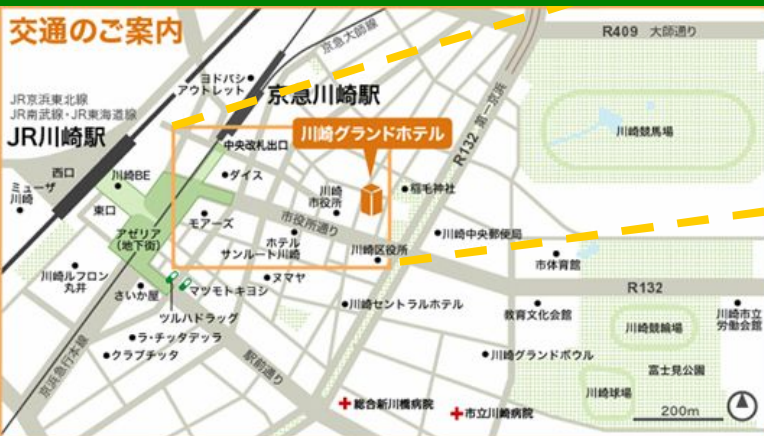 交通のご案内
R409 大師通り
京急大師線
ヨドバシ
アウトレット
京急川崎駅
JR京浜東北線
JR南武線・JR東海道線
JR川崎駅
川崎グランドホテル
R132 第一京浜
川崎競馬場
中央改札出口
西口
ミューザ
川崎
川崎BE
ダイス
川崎
市役所
稲毛神社
東口
モアーズ
市役所通り
アゼリア
(地下街)
ホテル
サンルート川崎
川崎区役所
川崎中央郵便局
市体育館
川崎ルフロン
丸井
さいか屋
マツモトキヨシ
ヌマヤ
R132
ツルハドラッグ
川崎セントラルホテル
教育文化会館
川崎競輪場
川崎市立
労働会館
ラ・チッタデッラ
クラブチッタ
駅前通り
京浜急行本線
川崎グランドボウル
富士見公園
川崎球場
総合新川橋病院
市立川崎病院
200m